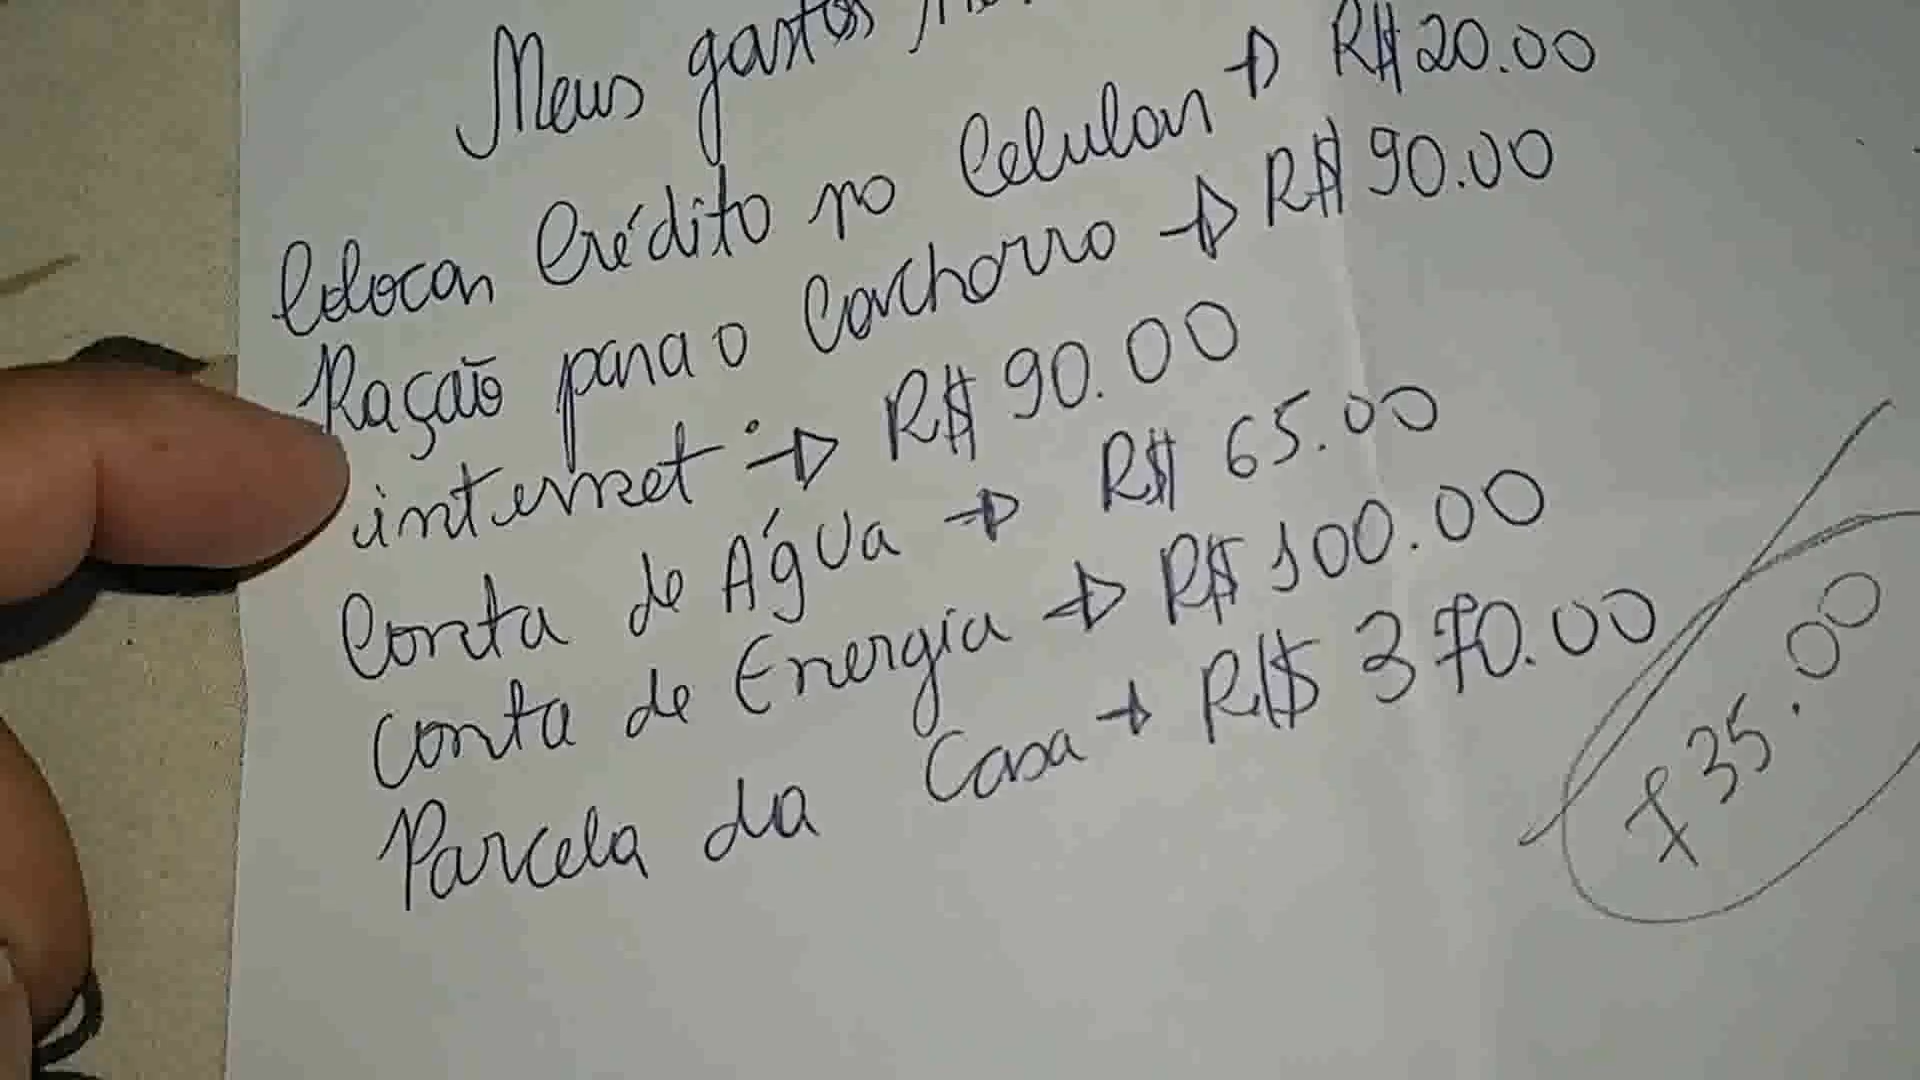 Meus gastos
Colocar Crédito no Celular → R$ 20.00
Ração para o Cachorro → R$ 90.00
internet → R$ 90.00
Conta de Água → R$ 65.00
Conta de Energia → R$ 100.00
Parcela da Casa → R$ 370.00
735.00